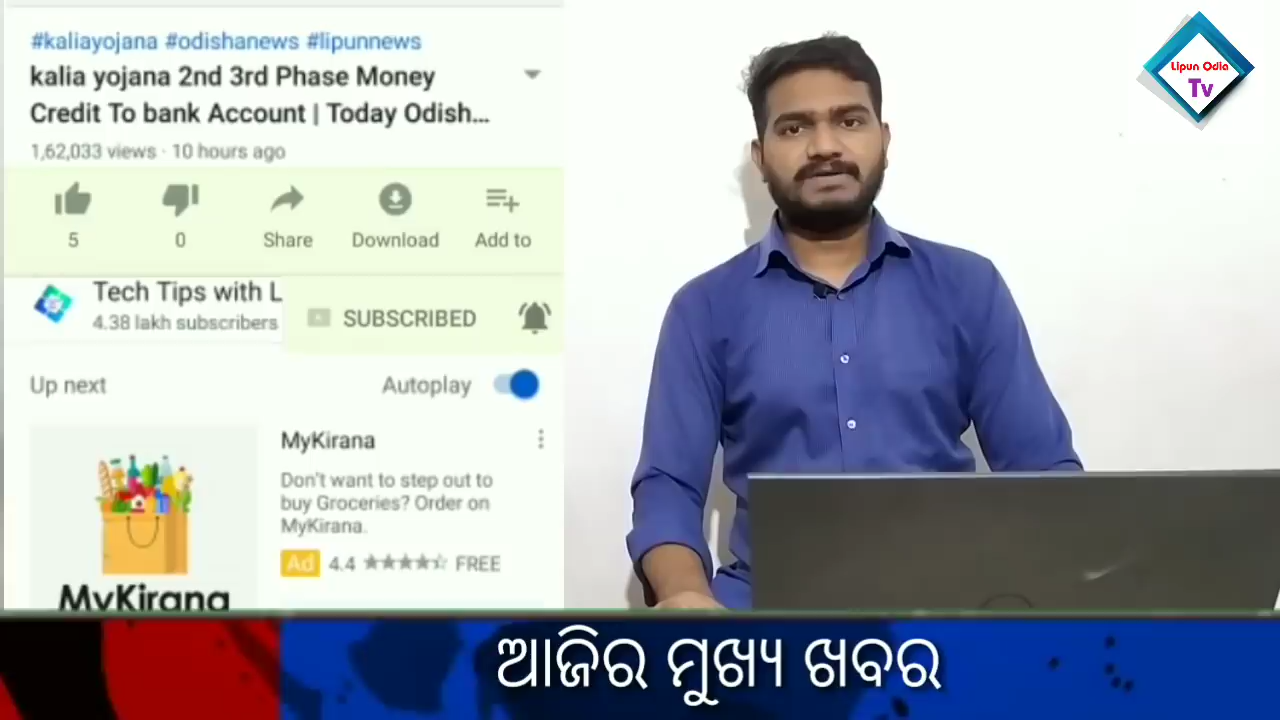 #kaliayojana #odishanews #lipunnews
kalia yojana 2nd 3rd Phase Money
Credit To bank Account | Today Odish...
1,62,033 views · 10 hours ago
5
0
Share
Download
Add to
Tech Tips with L
4.38 lakh subscribers
SUBSCRIBED
Up next
Autoplay
MyKirana
Don't want to step out to
buy Groceries? Order on
MyKirana.
Ad 4.4 FREE
MyKirana
Lipun Odia
Tv
ଆଜିର ମୁଖ୍ୟ ଖବର